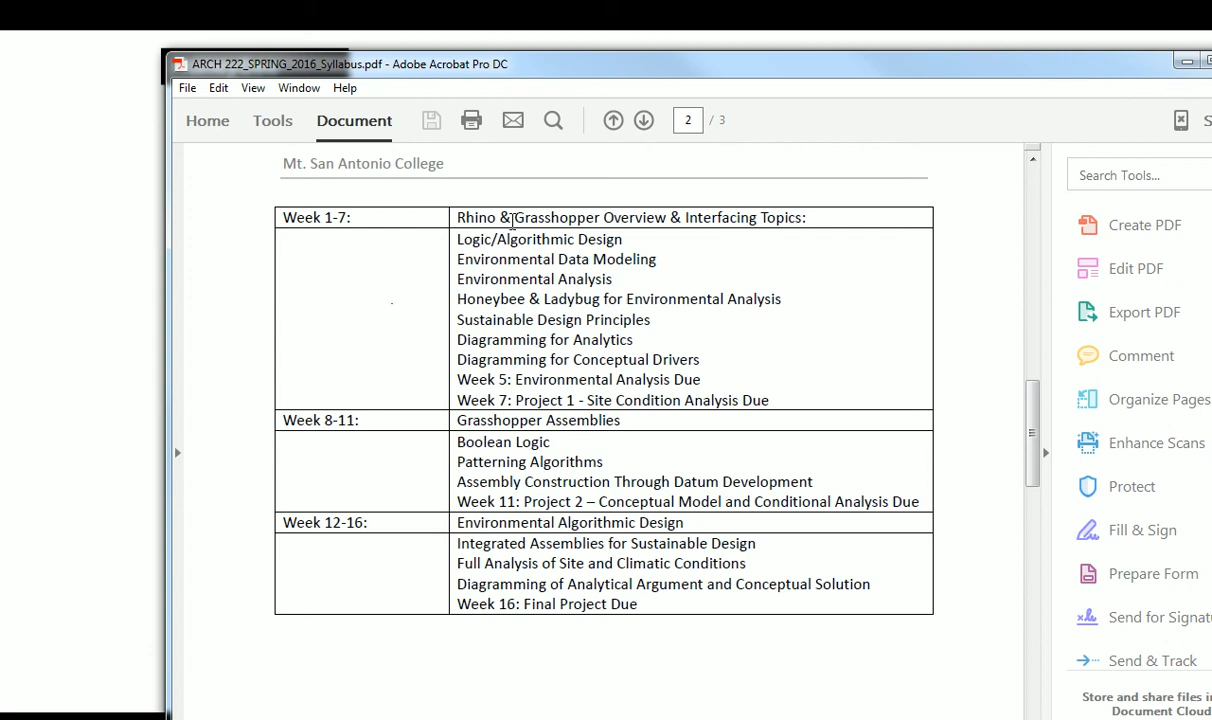 ARCH 222_SPRING_2016_Syllabus.pdf - Adobe Acrobat Pro DC
File Edit View Window Help
Home Tools Document 2 / 3 S
Mt. San Antonio College
Search Tools...
Week 1-7: Rhino & Grasshopper Overview & Interfacing Topics:
Logic/Algorithmic Design
Environmental Data Modeling
Environmental Analysis
Honeybee & Ladybug for Environmental Analysis
Sustainable Design Principles
Diagramming for Analytics
Diagramming for Conceptual Drivers
Week 5: Environmental Analysis Due
Week 7: Project 1 - Site Condition Analysis Due
Week 8-11: Grasshopper Assemblies
Boolean Logic
Patterning Algorithms
Assembly Construction Through Datum Development
Week 11: Project 2 – Conceptual Model and Conditional Analysis Due
Week 12-16: Environmental Algorithmic Design
Integrated Assemblies for Sustainable Design
Full Analysis of Site and Climatic Conditions
Diagramming of Analytical Argument and Conceptual Solution
Week 16: Final Project Due
Create PDF
Edit PDF
Export PDF
Comment
Organize Pages
Enhance Scans
Protect
Fill & Sign
Prepare Form
Send for Signatu
Send & Track
Store and share files in
Document Cloud